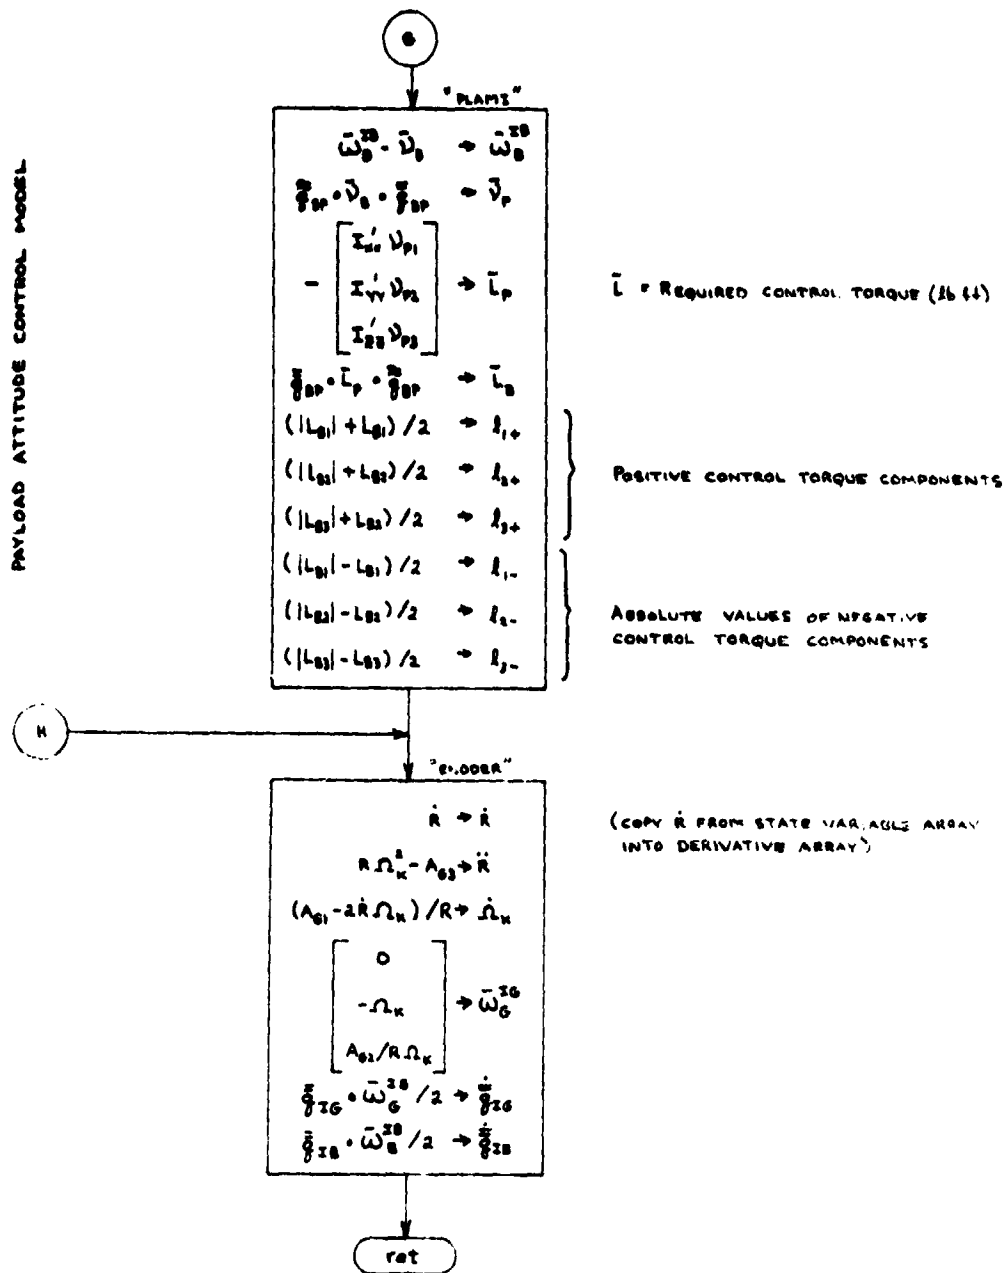 G
"PLAMI"
PAYLOAD ATTITUDE CONTROL MODEL
ω̄_B^IB - ν̄_B → ω̄_B^IB
g̃_BP • ν̄_B • g̃_BP → ν̄_P
- [ I'_XX ν_P1
I'_YY ν_P2
I'_ZZ ν_P3 ] → L̄_P
L̄ = REQUIRED CONTROL TORQUE (lb ft)
g̃_BP • L̄_P • g̃_BP → L̄_B
(|L_B1| + L_B1)/2 → l_1+
(|L_B2| + L_B2)/2 → l_2+
POSITIVE CONTROL TORQUE COMPONENTS
(|L_B3| + L_B3)/2 → l_3+
(|L_B1| - L_B1)/2 → l_1-
(|L_B2| - L_B2)/2 → l_2-
ABSOLUTE VALUES OF NEGATIVE
CONTROL TORQUE COMPONENTS
(|L_B3| - L_B3)/2 → l_3-
H
Ṙ → Ṙ
(COPY Ṙ FROM STATE VARIABLE ARRAY
INTO DERIVATIVE ARRAY)
R Ω_K^2 - A_G3 → R̈
(A_G1 - 2Ṙ Ω_K)/R → Ω̇_K
[ 0
-Ω_K
A_G2/R Ω_K ] → ω̄_G^IG
g̃_IG • ω̄_G^IG /2 → g̃̇_IG
g̃_IB • ω̄_B^IB /2 → g̃̇_IB
ret